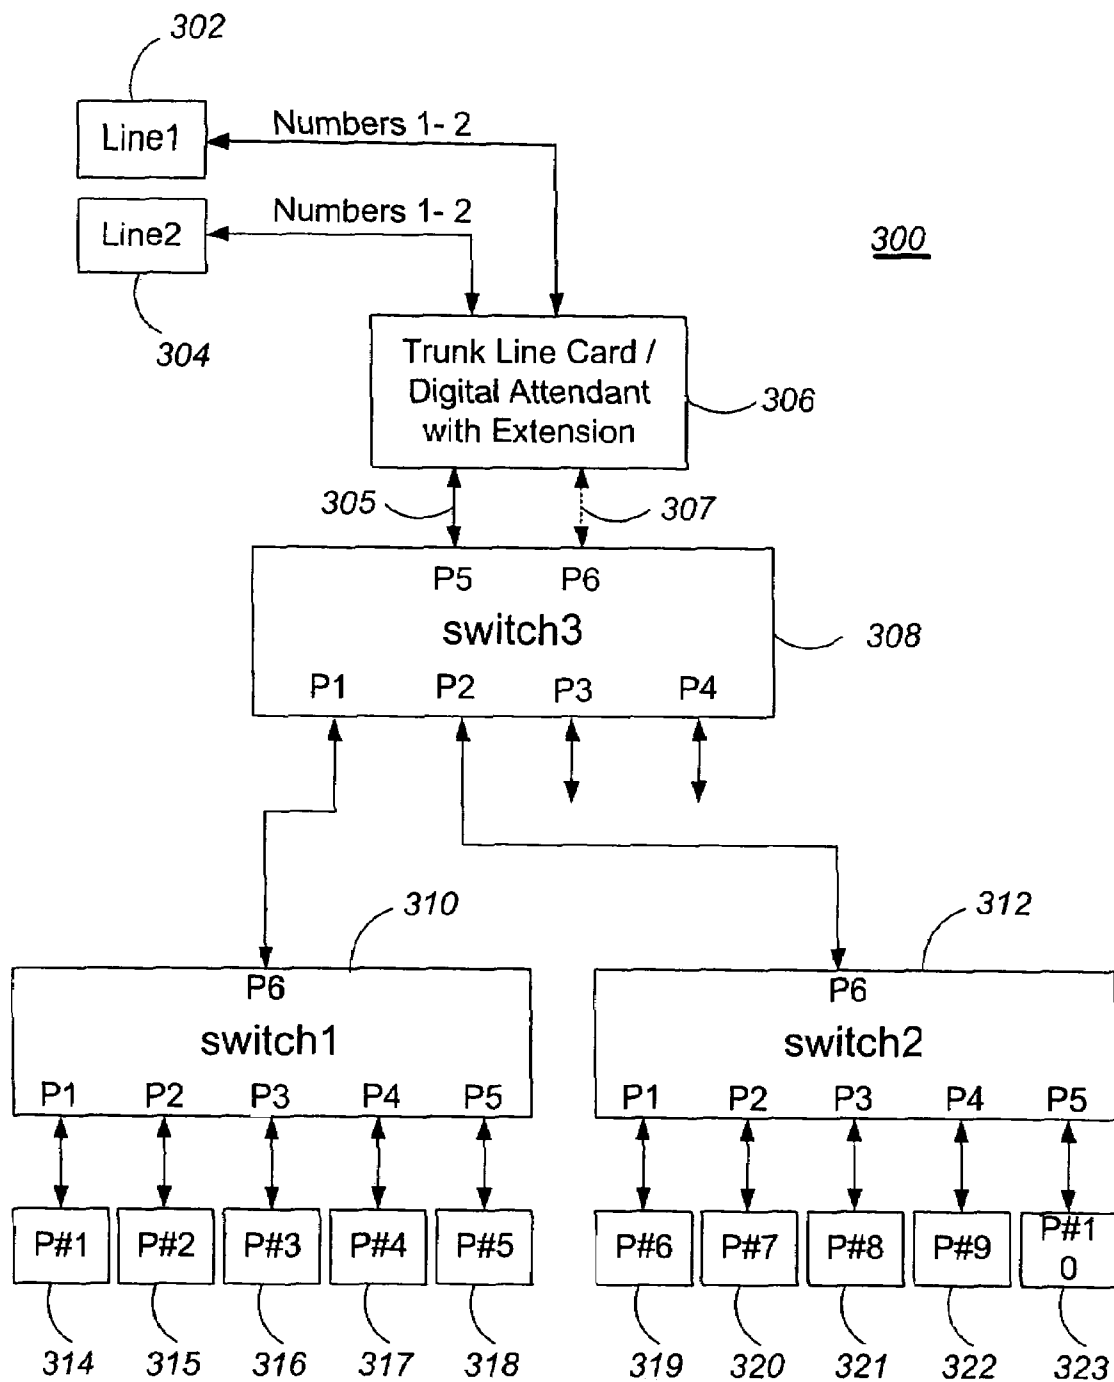 302
Line1
Numbers 1- 2
Line2
Numbers 1- 2
300
304
Trunk Line Card /
Digital Attendant
with Extension
306
305
307
P5 P6
switch3
308
P1 P2 P3 P4
310
312
P6
switch1
P1 P2 P3 P4 P5
P6
switch2
P1 P2 P3 P4 P5
P#1 P#2 P#3 P#4 P#5
P#6 P#7 P#8 P#9 P#1
0
314 315 316 317 318
319 320 321 322 323